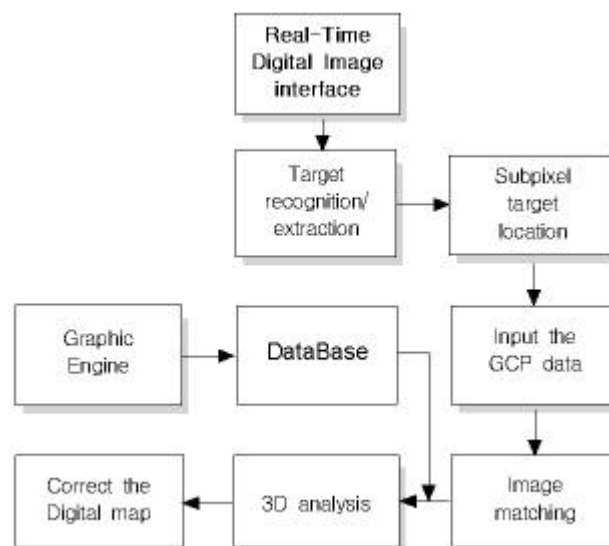 Real-Time
Digital Image
interface
Target
recognition/
extraction
Subpixel
target
location
Graphic
Engine
DataBase
Input the
GCP data
Correct the
Digital map
3D analysis
Image
matching